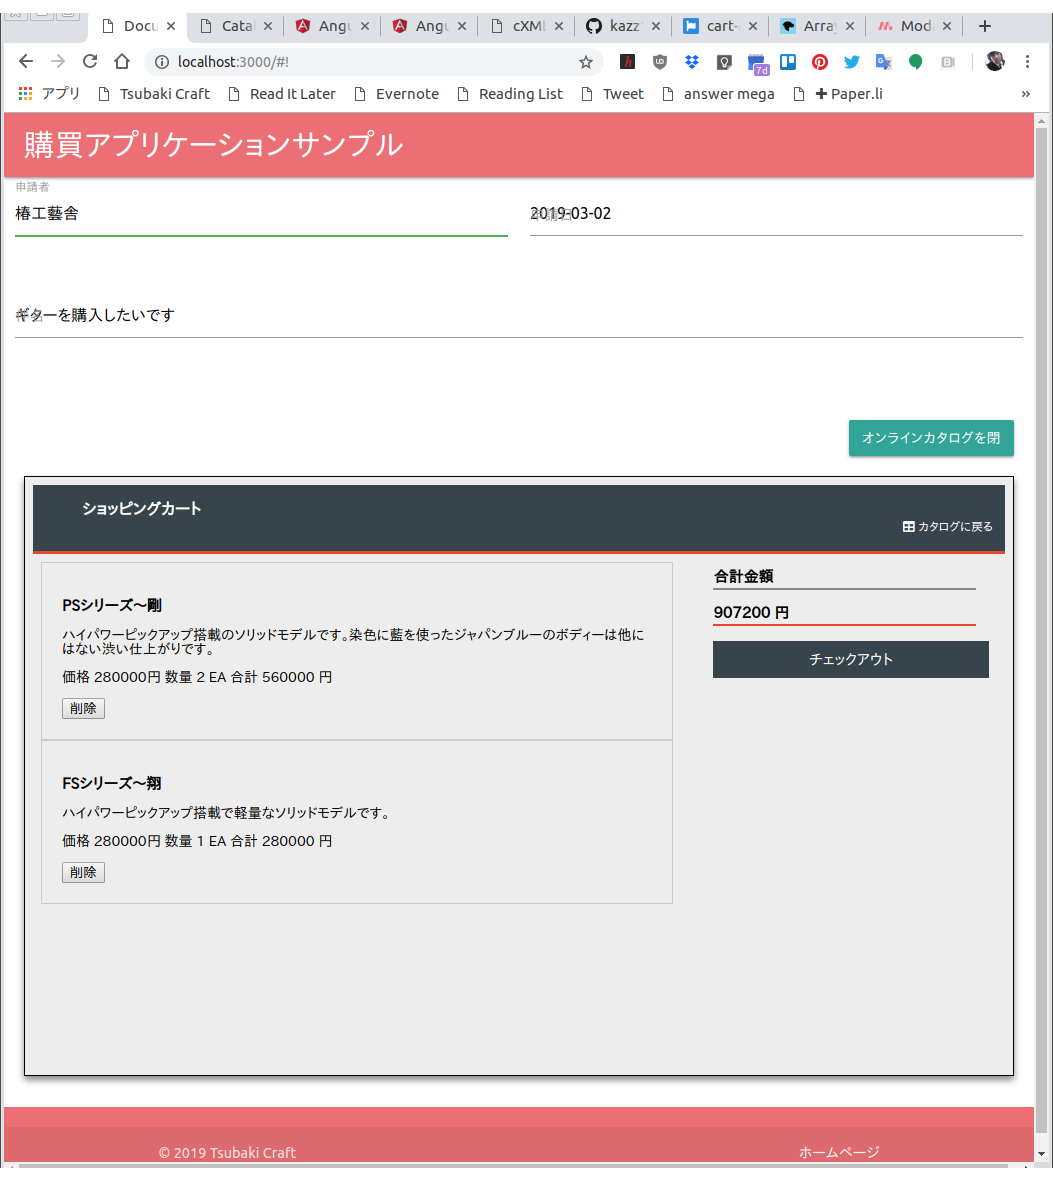 Docu
Catal
Angu
Angu
cXML
kazz
cart-
Array
Moda
localhost:3000/#!
7d
アプリ Tsubaki Craft Read It Later Evernote Reading List Tweet answer mega Paper.li »
購買アプリケーションサンプル
申請者
椿工藝舎
申請日
2019-03-02
件名
ギターを購入したいです
オンラインカタログを閉
ショッピングカート
カタログに戻る
PSシリーズ〜剛
ハイパワーピックアップ搭載のソリッドモデルです。染色に藍を使ったジャパンブルーのボディーは他に
はない渋い仕上がりです。
価格 280000円 数量 2 EA 合計 560000 円
削除
FSシリーズ〜翔
ハイパワーピックアップ搭載で軽量なソリッドモデルです。
価格 280000円 数量 1 EA 合計 280000 円
削除
合計金額
907200 円
チェックアウト
© 2019 Tsubaki Craft
ホームページ